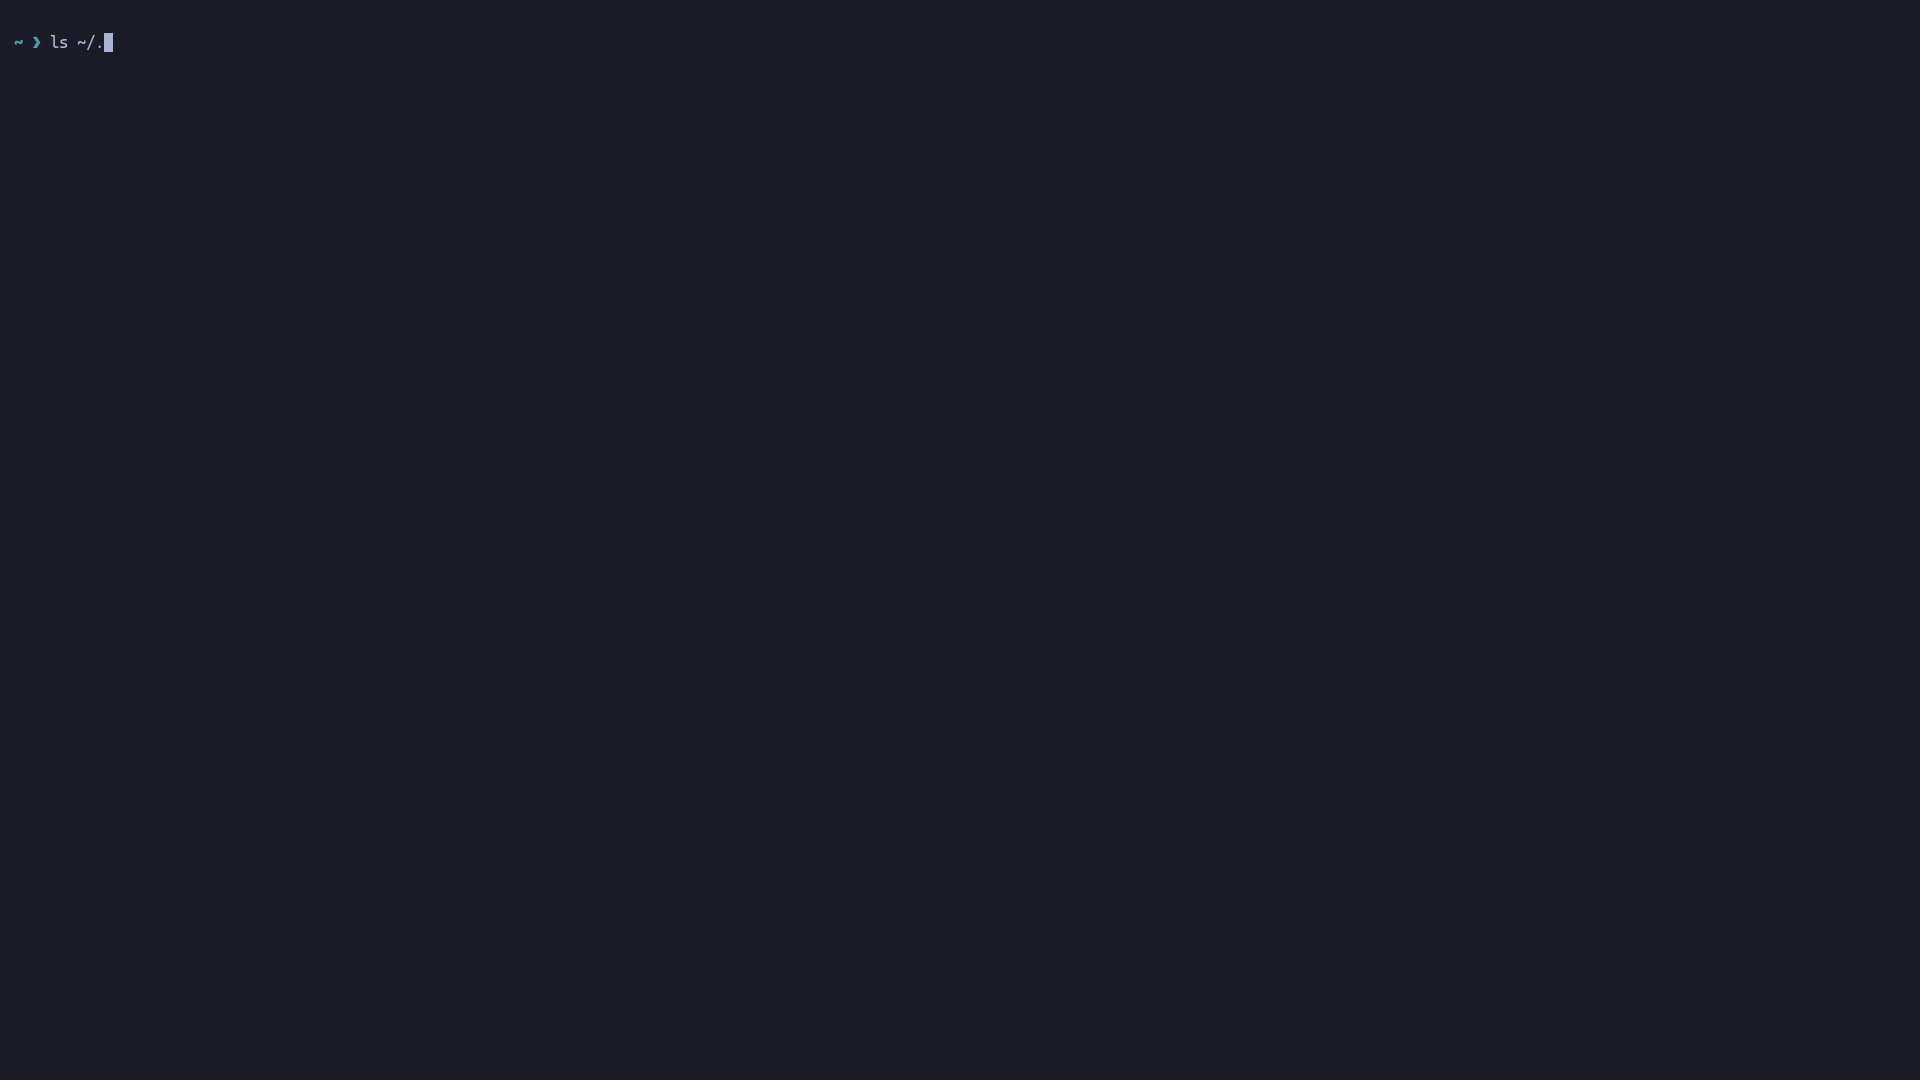 ~ ❯ ls ~/.